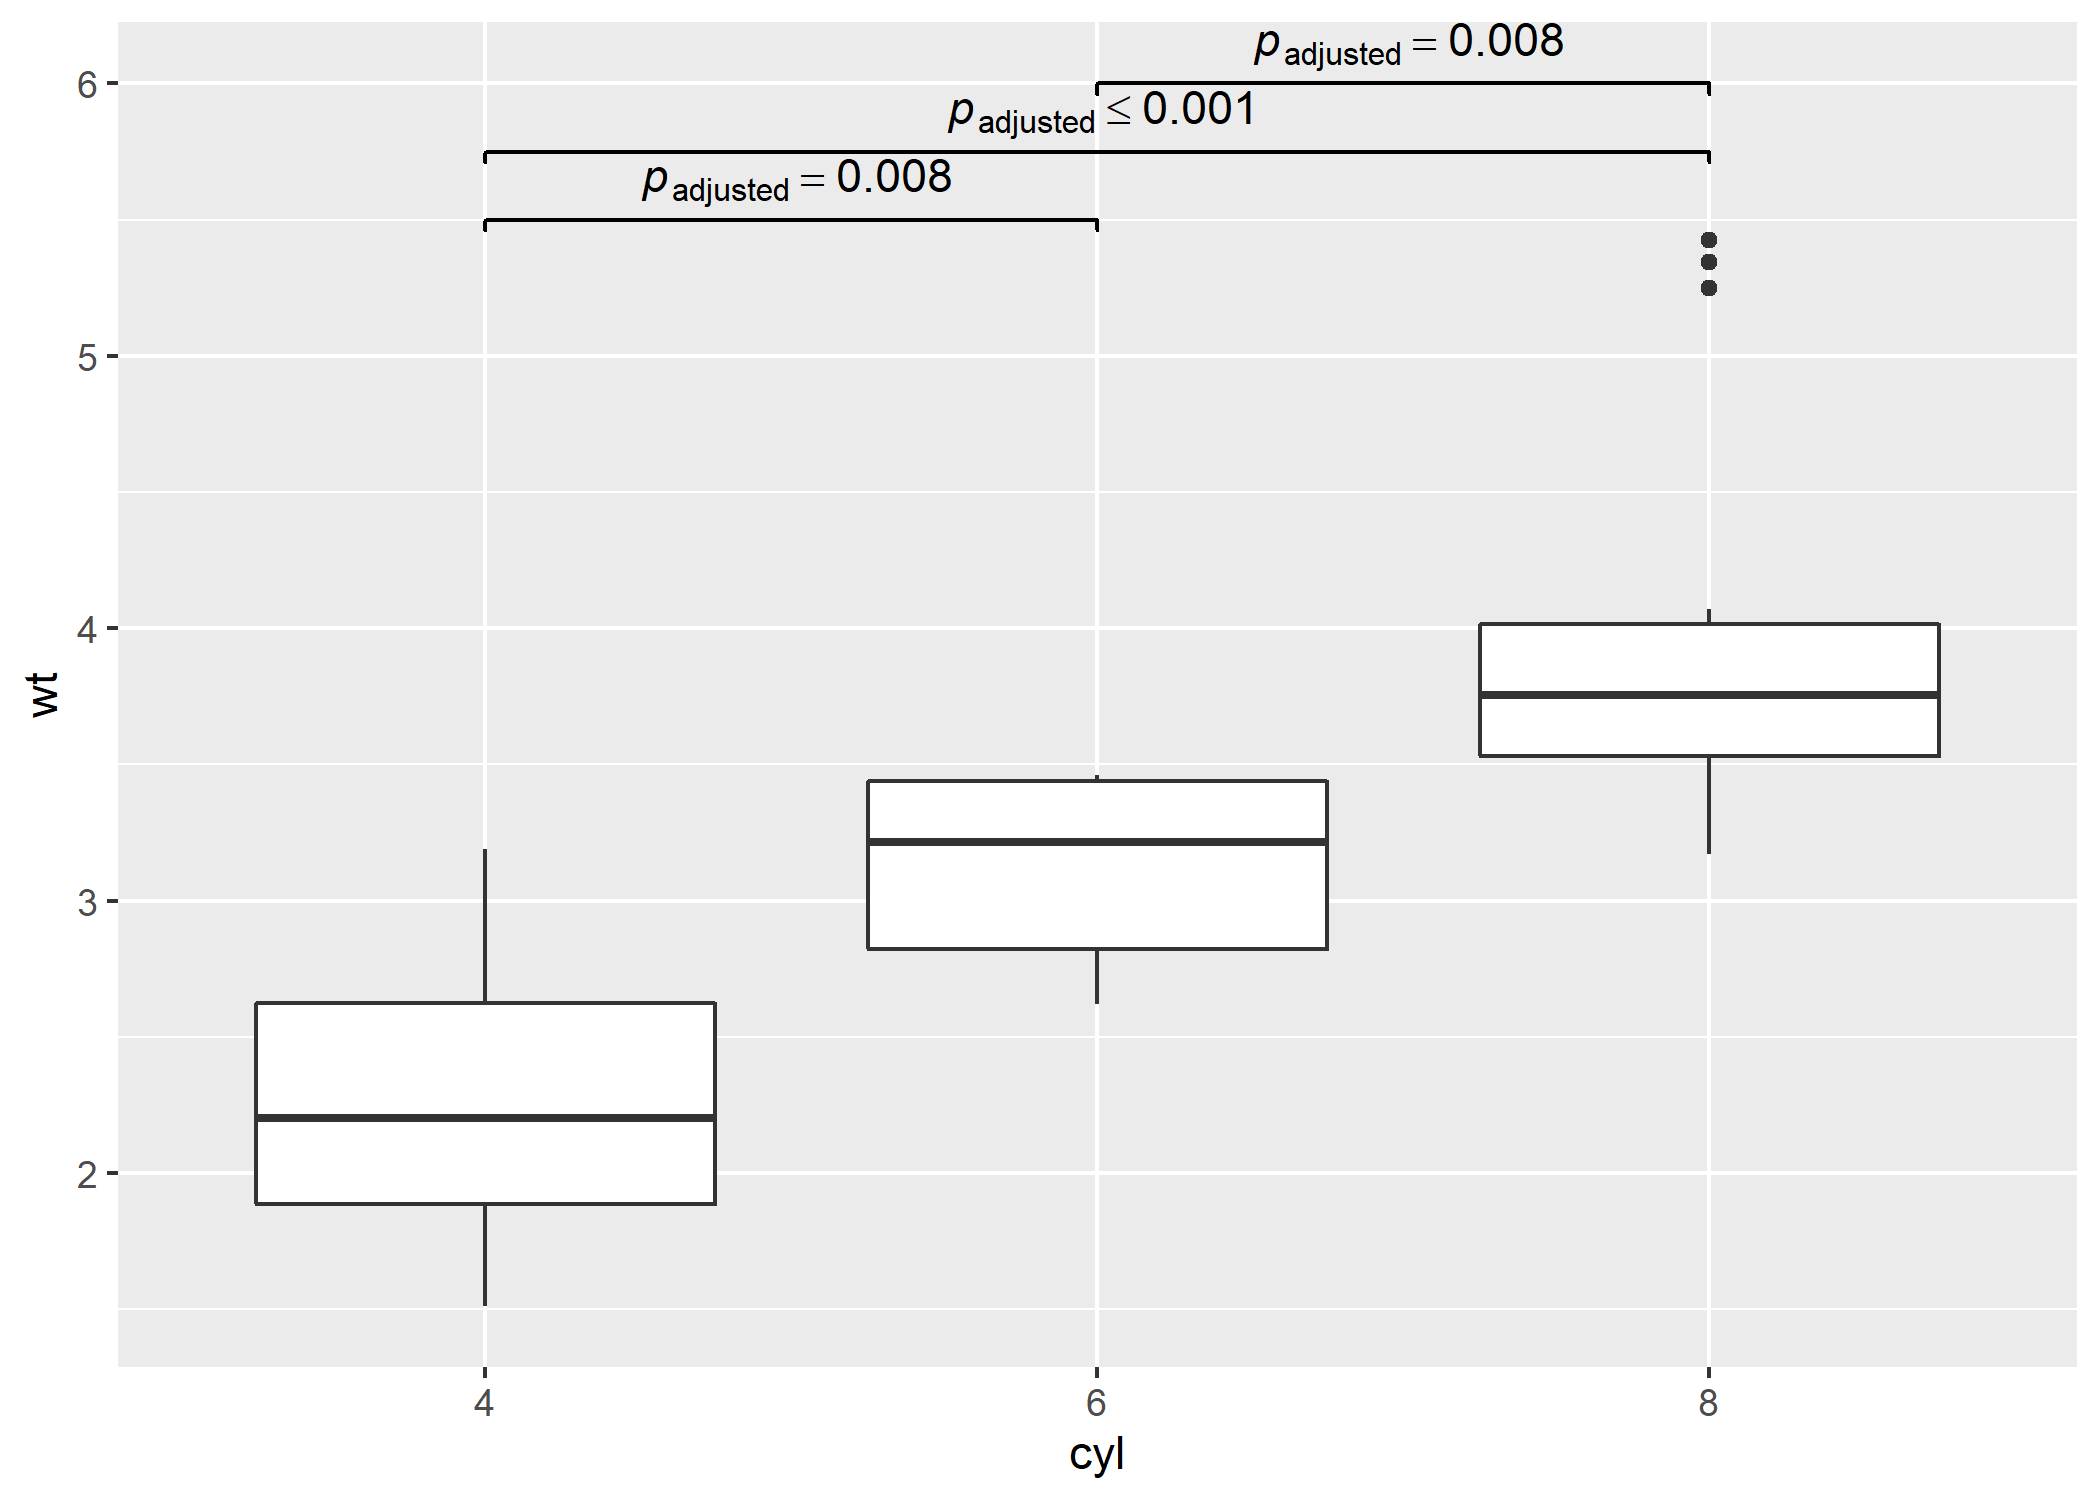 p adjusted = 0.008
6
p adjusted ≤ 0.001
p adjusted = 0.008
5
4
wt
3
2
4 6 8
cyl